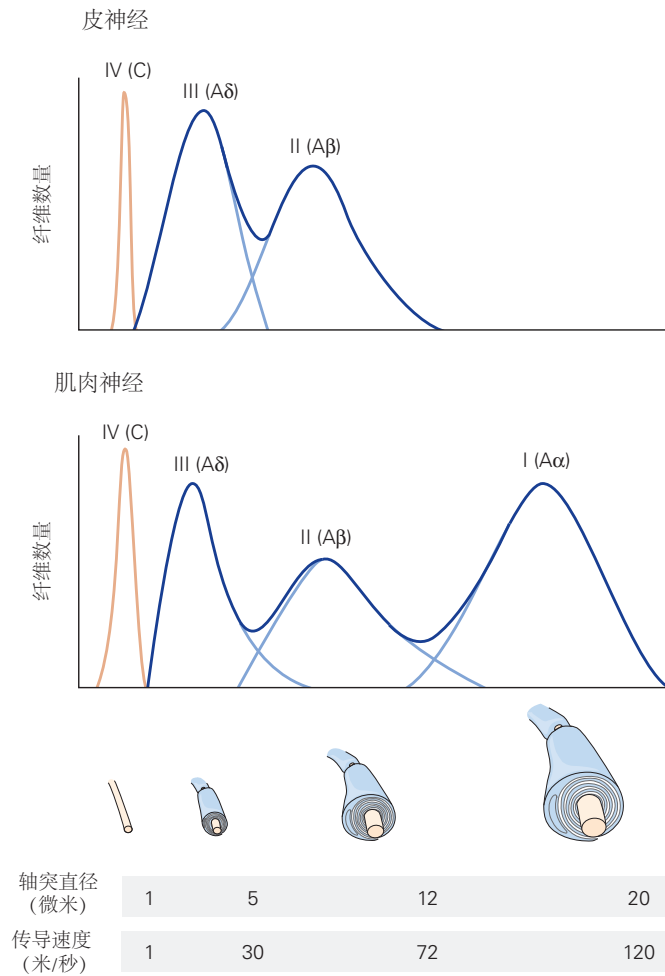 皮神经
IV (C)
III (Aδ)
II (Aβ)
纤维数量
肌肉神经
IV (C)
III (Aδ)
I (Aα)
II (Aβ)
纤维数量
轴突直径
(微米)
1 5 12 20
传导速度
(米/秒)
1 30 72 120